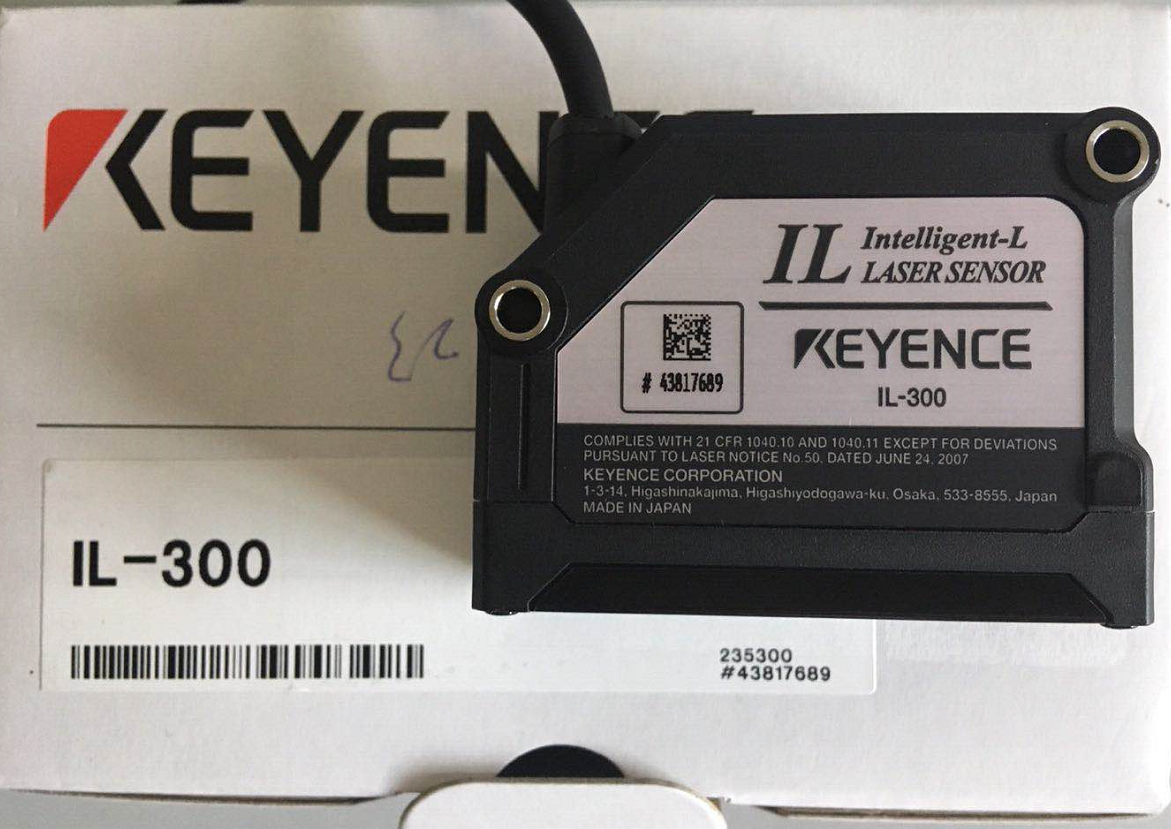 KEYENCE
IL-300
235300
#43817689
IL Intelligent-L
LASER SENSOR
KEYENCE
IL-300
# 43817689
COMPLIES WITH 21 CFR 1040.10 AND 1040.11 EXCEPT FOR DEVIATIONS
PURSUANT TO LASER NOTICE No.50, DATED JUNE 24, 2007
KEYENCE CORPORATION
1-3-14, Higashinakajima, Higashiyodogawa-ku, Osaka, 533-8555, Japan
MADE IN JAPAN